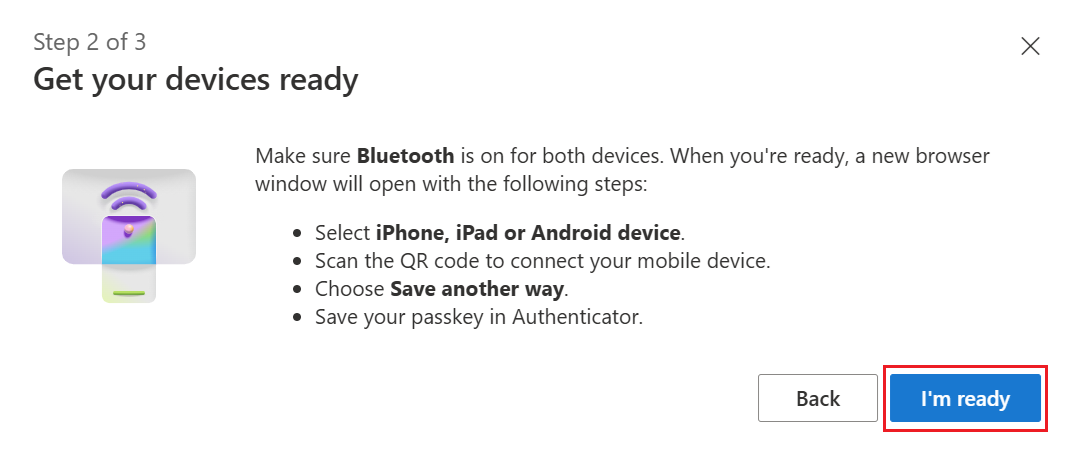 Step 2 of 3
Get your devices ready
Make sure Bluetooth is on for both devices. When you're ready, a new browser
window will open with the following steps:
• Select iPhone, iPad or Android device.
• Scan the QR code to connect your mobile device.
• Choose Save another way.
• Save your passkey in Authenticator.
Back
I'm ready